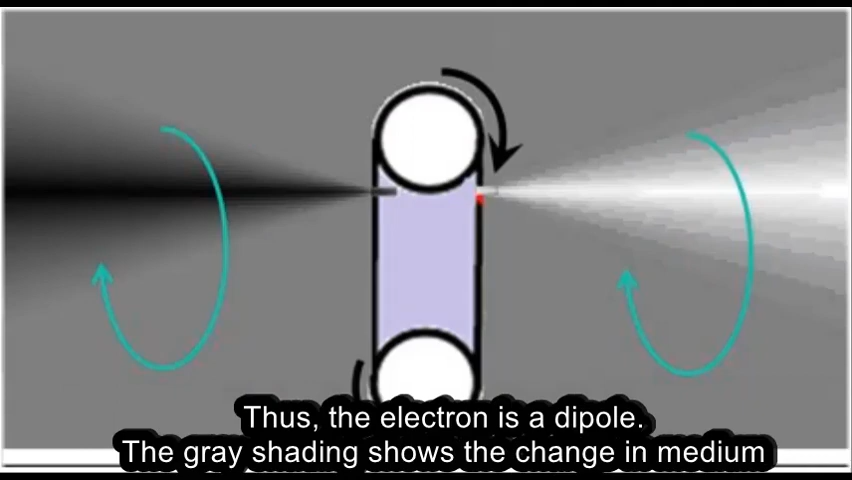 Thus, the electron is a dipole.
The gray shading shows the change in medium